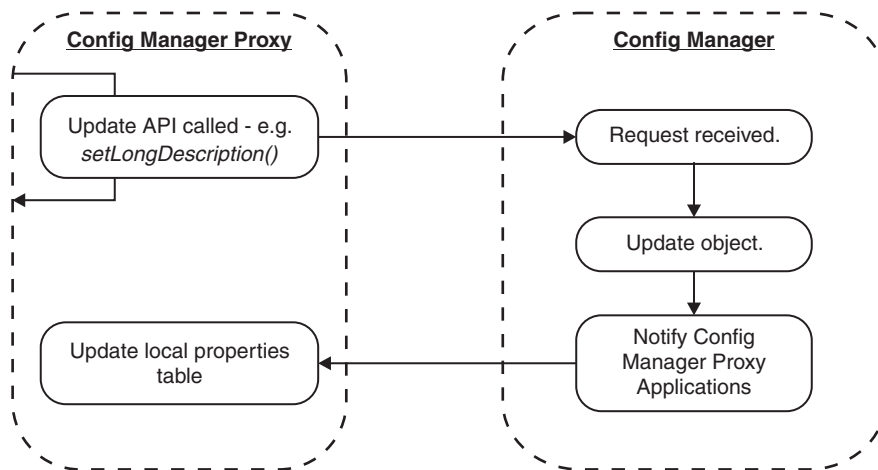 Config Manager Proxy
Config Manager
Update API called - e.g.
setLongDescription()
Request received.
Update object.
Update local properties
table
Notify Config
Manager Proxy
Applications